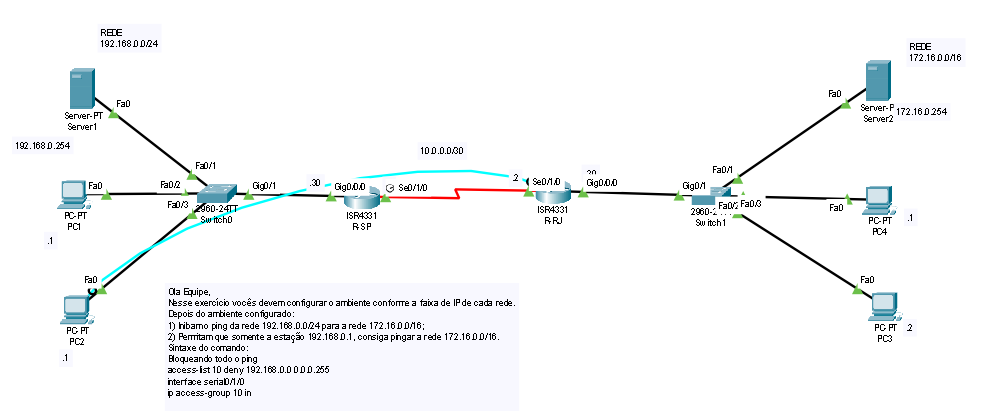 REDE
192.168.0.0/24
Fa0
Server-PT
Server1
192.168.0.254
Fa0/1
Fa0
Fa0/2
Fa0/3
PC-PT
PC1
.1
Gig0/1
2960-24TT
Switch0
Fa0
PC-PT
PC2
.1
.30
Gig0/0/0
Se0/1/0
ISR4331
R-SP
10.0.0.0/30
.2
Se0/1/0
Gig0/0/0
ISR4331
R-RJ
REDE
172.16.0.0/16
Fa0
Server-P
Server2
172.16.0.254
Fa0/1
Gig0/1
Fa0/2
Fa0/3
Switch1
Fa0
PC-PT
PC4
.1
Fa0
PC-PT
PC3
.2
Ola Equipe,
Nesse exercício vocês devem configurar o ambiente conforme a faixa de IP de cada rede.
Depois do ambiente configurado:
1) Inibam o ping da rede 192.168.0.0/24 para a rede 172.16.0.0/16;
2) Permitam que somente a estação 192.168.0.1, consiga pingar a rede 172.16.0.0/16.
Sintaxe do comando:
Bloqueando todo o ping
access-list 10 deny 192.168.0.0 0.0.0.255
interface serial0/1/0
ip access-group 10 in